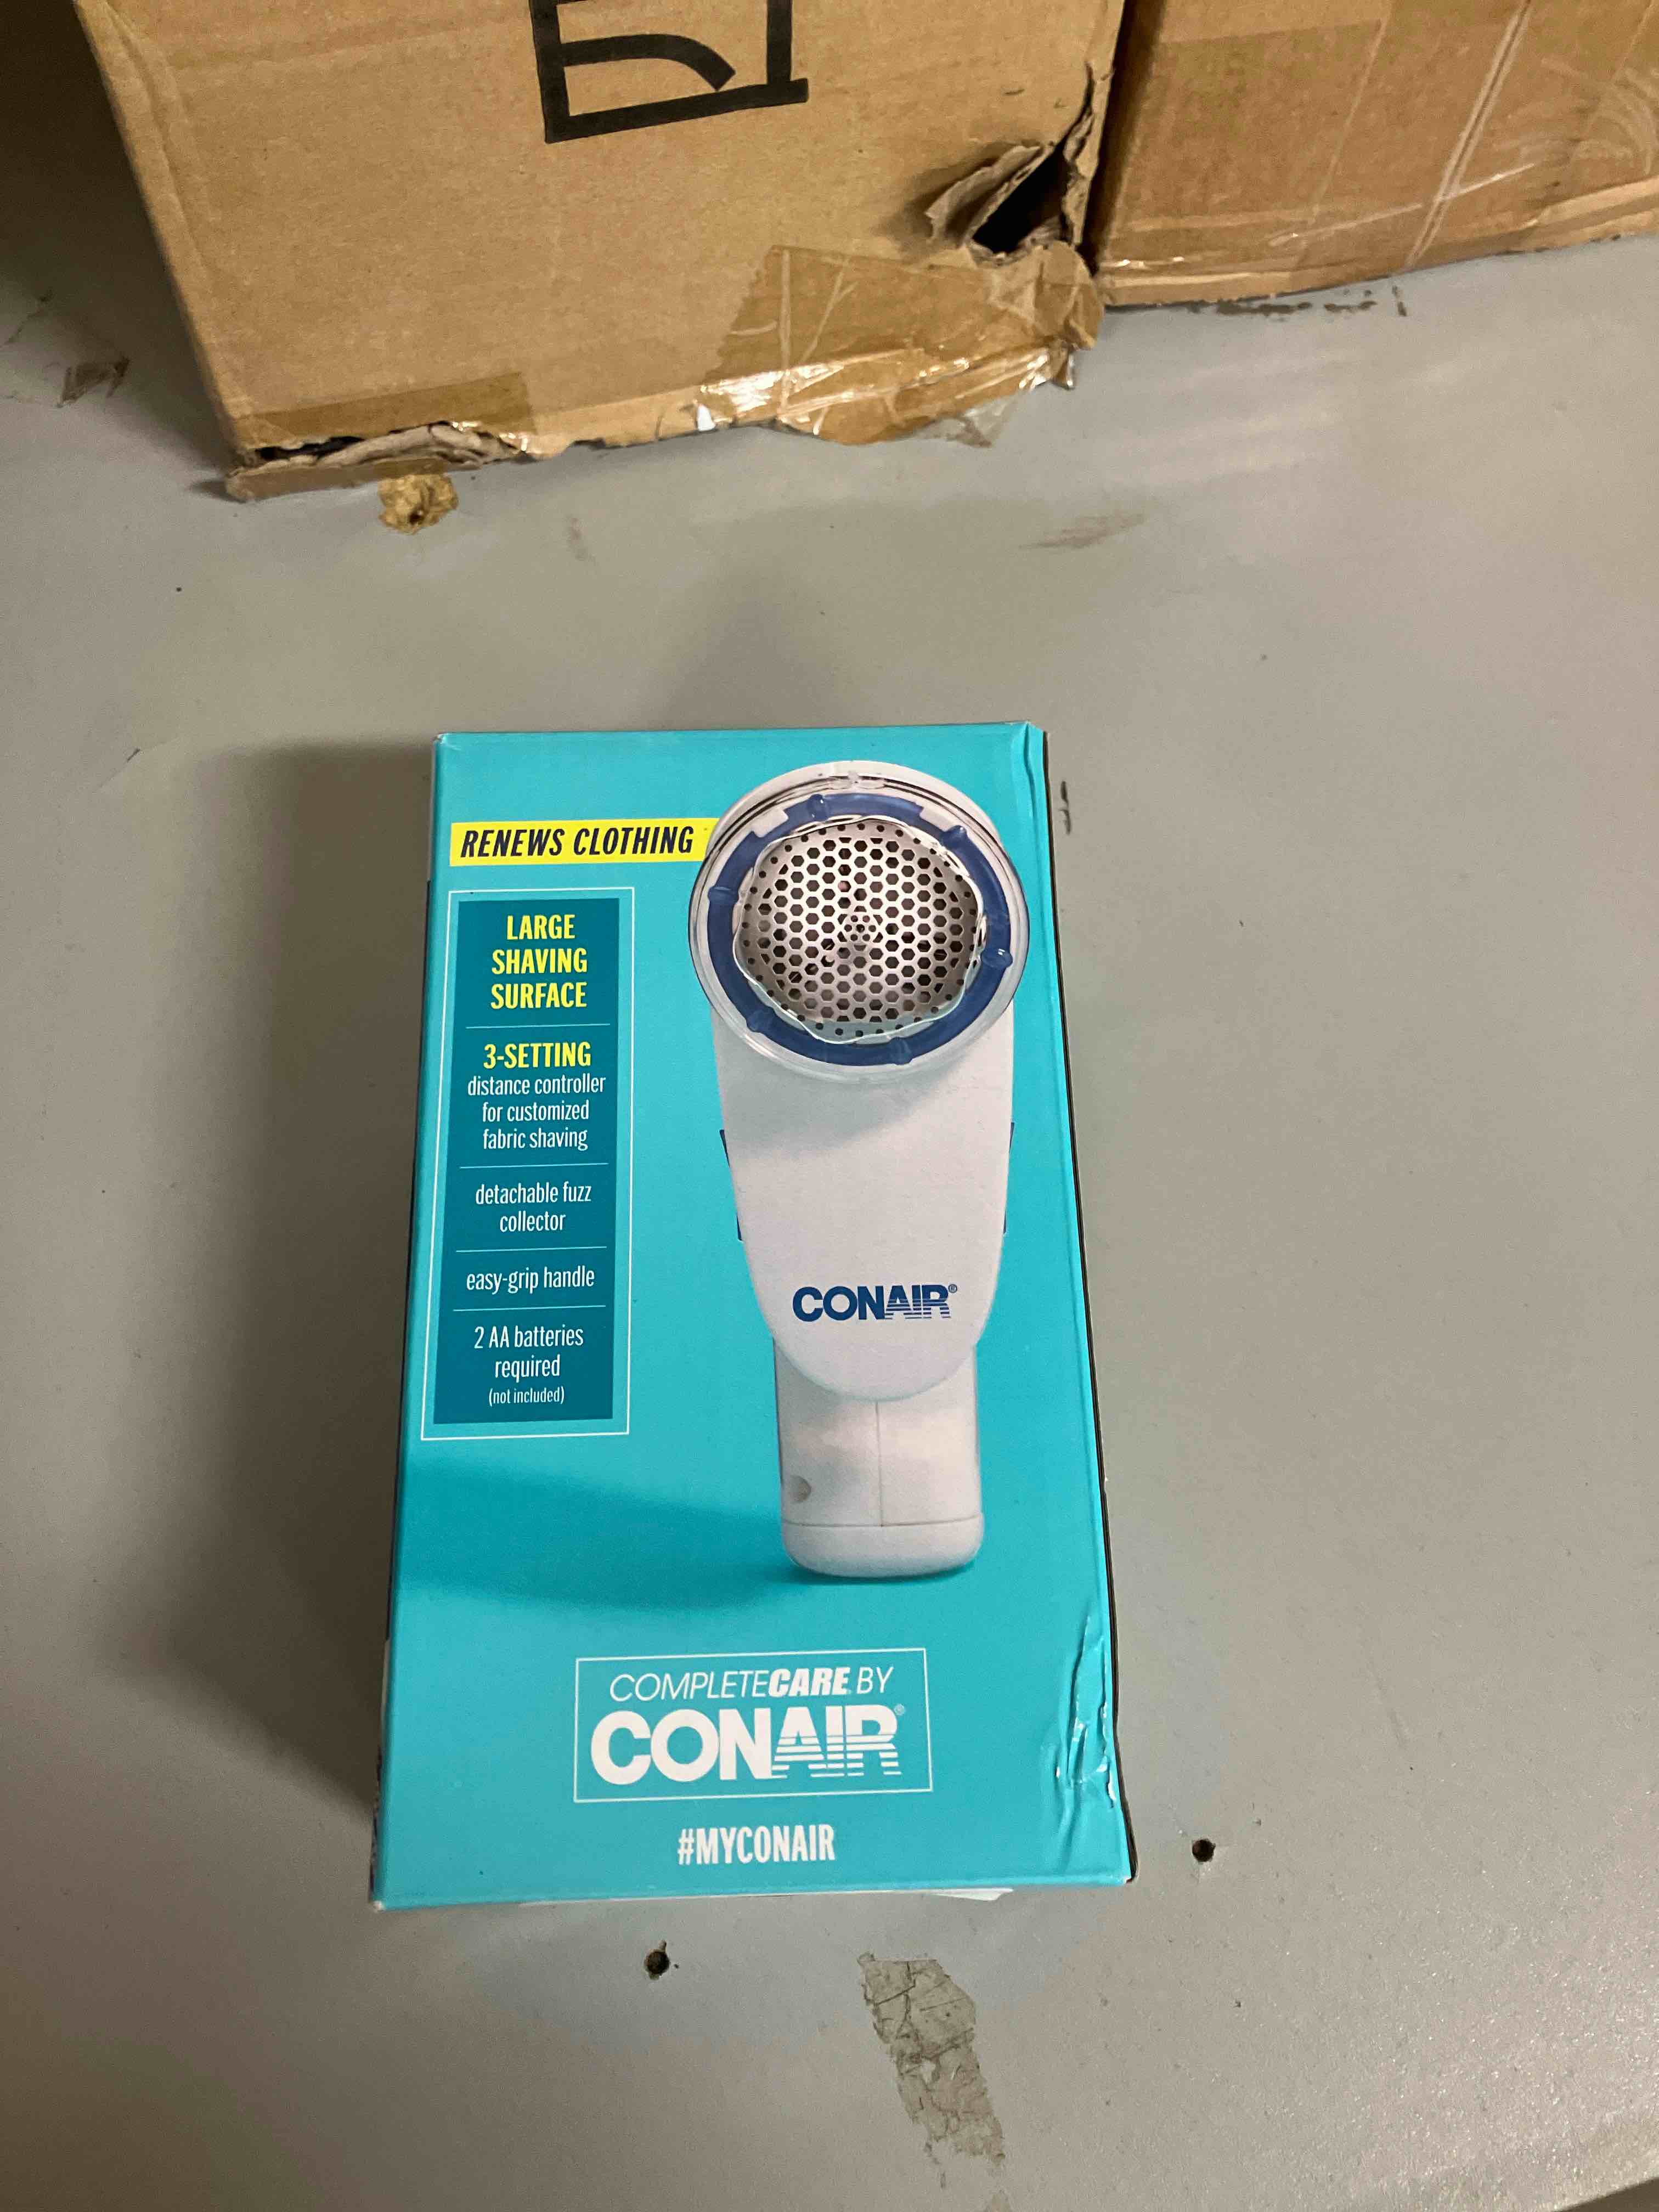 RENEWS CLOTHING
LARGE
SHAVING
SURFACE
3-SETTING
distance controller
for customized
fabric shaving
detachable fuzz
collector
easy-grip handle
2 AA batteries
required
(not included)
CONAIR®
COMPLETECARE BY
CONAIR®
#MYCONAIR